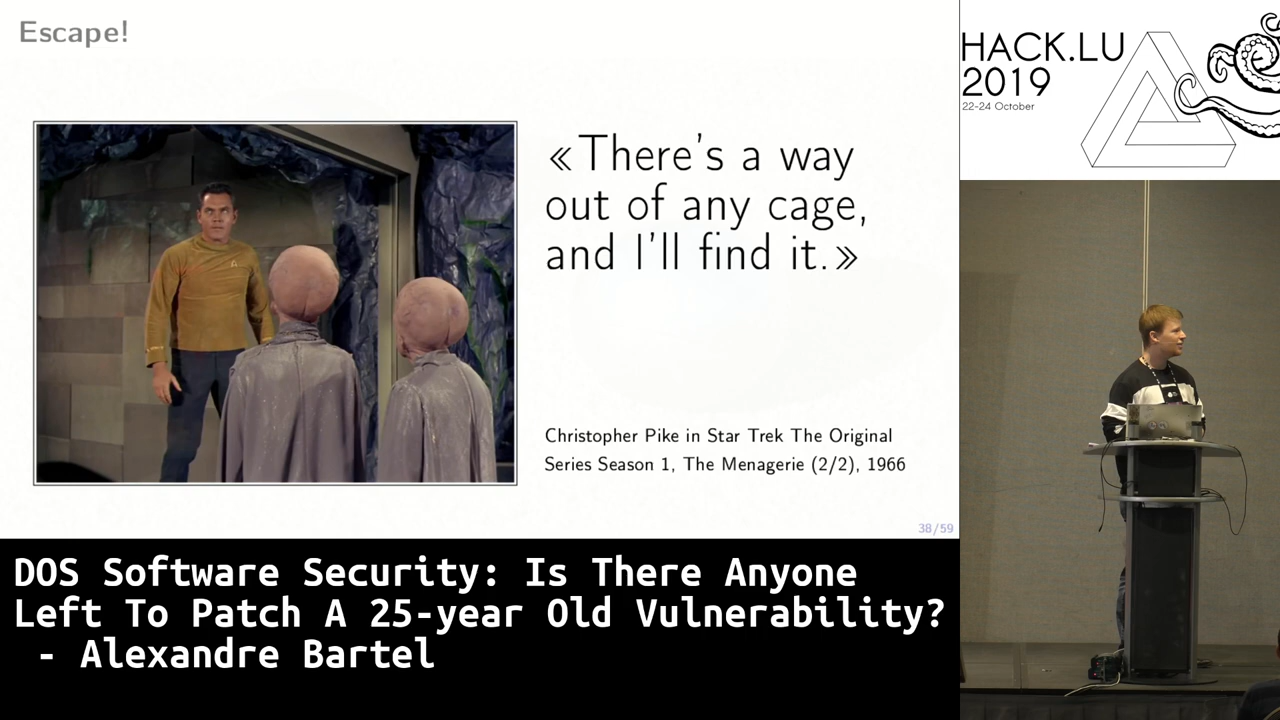 Escape!
«There's a way
out of any cage,
and I'll find it.»
Christopher Pike in Star Trek The Original
Series Season 1, The Menagerie (2/2), 1966
38/59
HACK.LU
2019
22-24 October
DOS Software Security: Is There Anyone
Left To Patch A 25-year Old Vulnerability?
- Alexandre Bartel